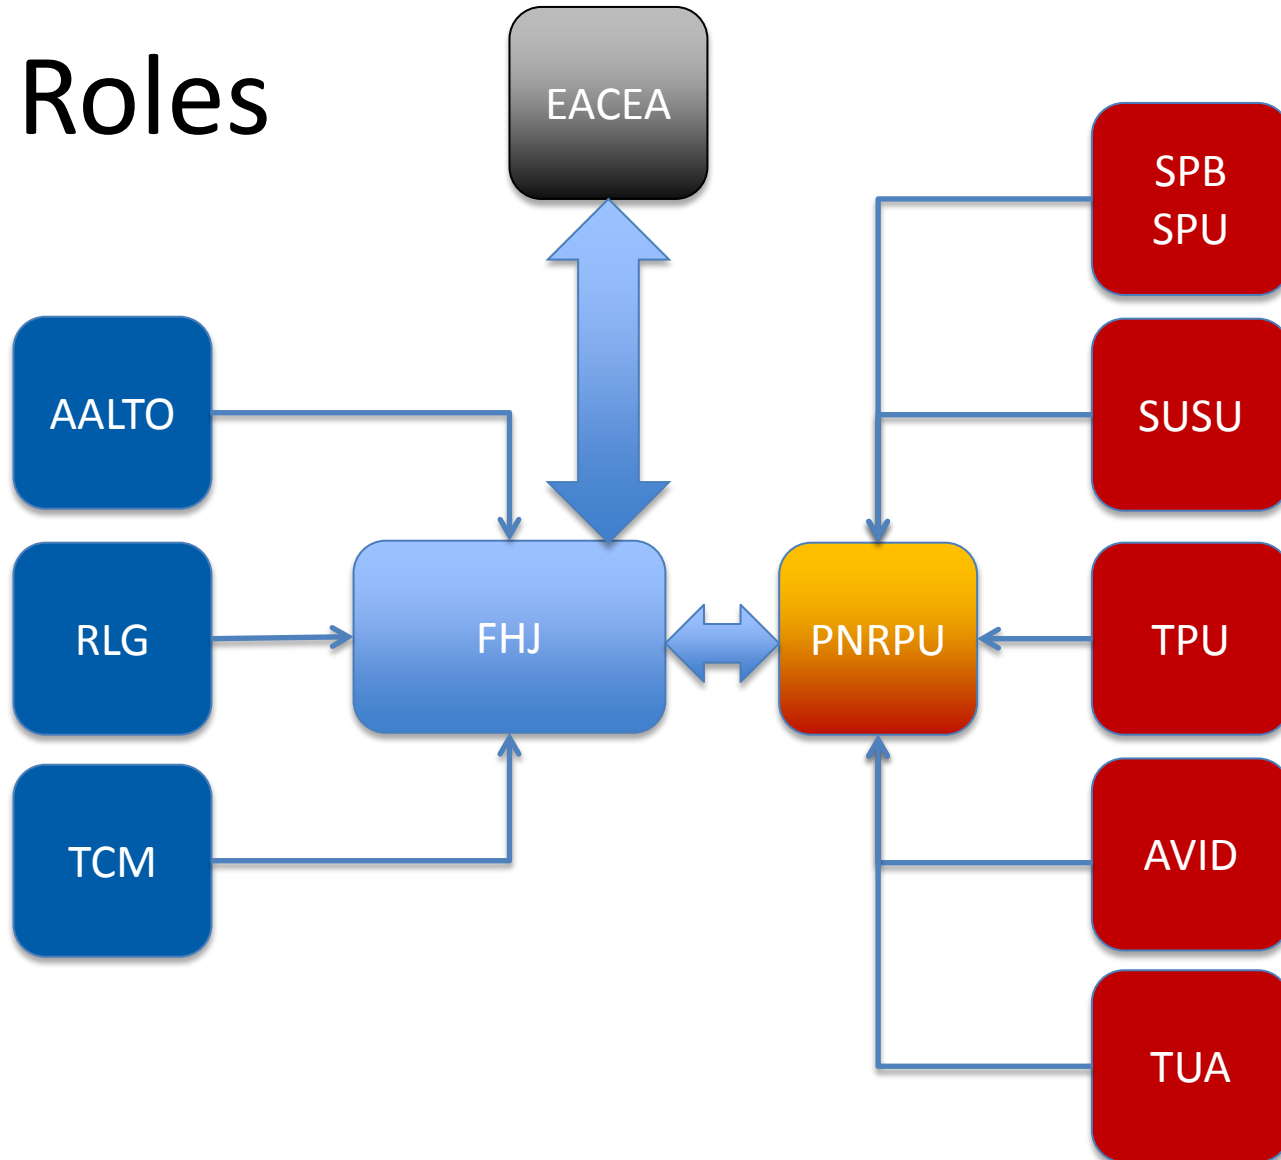 Roles
EACEA
SPB
SPU
AALTO
SUSU
RLG
FHJ
PNRPU
TPU
TCM
AVID
TUA